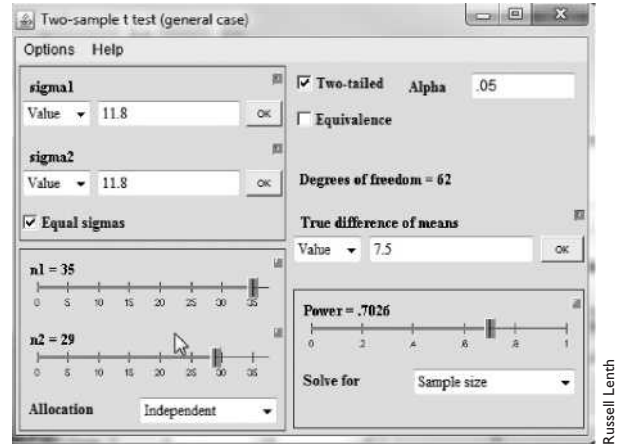 Two-sample t test (general case)
Options Help
sigma1
Value 11.8 OK
sigma2
Value 11.8 OK
Equal sigmas
n1 = 35
0 5 10 15 20 25 30 35
n2 = 29
0 5 10 15 20 25 30 35
Allocation Independent
Two-tailed Alpha .05
Equivalence
Degrees of freedom = 62
True difference of means
Value 7.5 OK
Power = .7026
0 .2 .4 .6 .8 1
Solve for Sample size
Russell Lenth